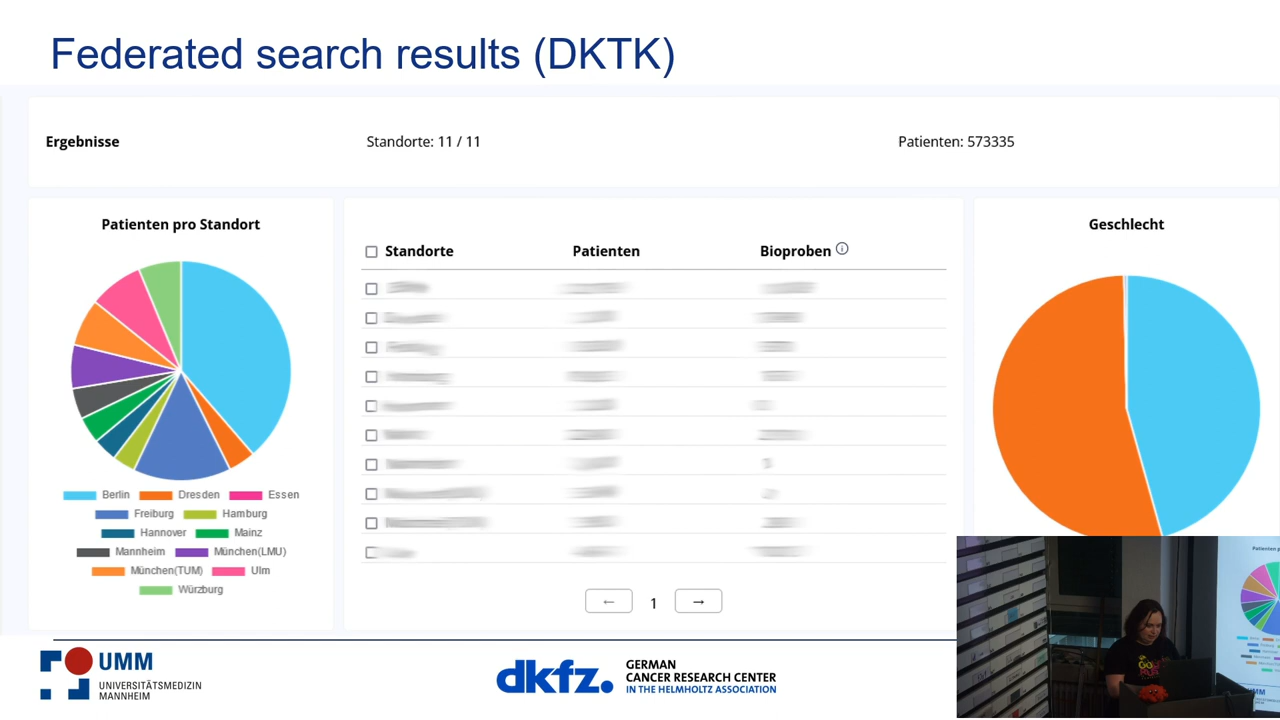 Federated search results (DKTK)
Ergebnisse Standorte: 11 / 11 Patienten: 573335
Patienten pro Standort
Standorte Patienten Bioproben
Geschlecht
Berlin Dresden Essen
Freiburg Hamburg
Hannover Mainz
Mannheim München(LMU)
München(TUM) Ulm
Würzburg
← 1 →
UMM
UNIVERSITÄTSMEDIZIN
MANNHEIM
dkfz.
GERMAN
CANCER RESEARCH CENTER
IN THE HELMHOLTZ ASSOCIATION